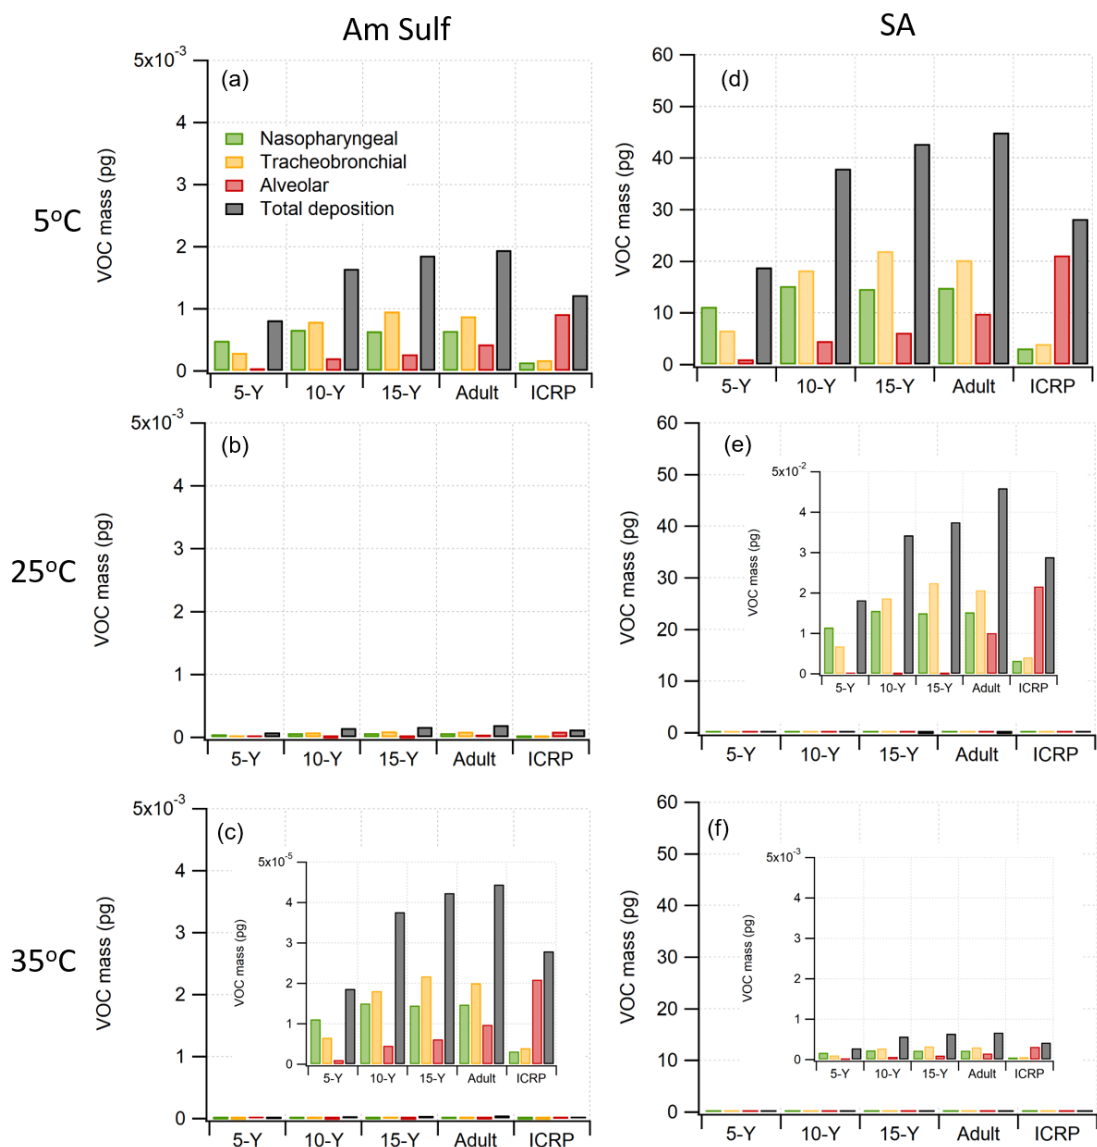 Am Sulf
SA
5°C
(a)
VOC mass (pg)
5x10⁻³
4
3
2
1
0
Nasopharyngeal
Tracheobronchial
Alveolar
Total deposition
5-Y 10-Y 15-Y Adult ICRP
(d)
VOC mass (pg)
60
50
40
30
20
10
0
5-Y 10-Y 15-Y Adult ICRP
25°C
(b)
VOC mass (pg)
5x10⁻³
4
3
2
1
0
5-Y 10-Y 15-Y Adult ICRP
(e)
VOC mass (pg)
60
50
40
30
20
10
0
5-Y 10-Y 15-Y Adult ICRP
VOC mass (pg)
5x10⁻²
4
3
2
1
0
5-Y 10-Y 15-Y Adult ICRP
35°C
(c)
VOC mass (pg)
5x10⁻³
4
3
2
1
0
5-Y 10-Y 15-Y Adult ICRP
VOC mass (pg)
5x10⁻⁵
4
3
2
1
0
5-Y 10-Y 15-Y Adult ICRP
(f)
VOC mass (pg)
60
50
40
30
20
10
0
5-Y 10-Y 15-Y Adult ICRP
VOC mass (pg)
5x10⁻³
4
3
2
1
0
5-Y 10-Y 15-Y Adult ICRP